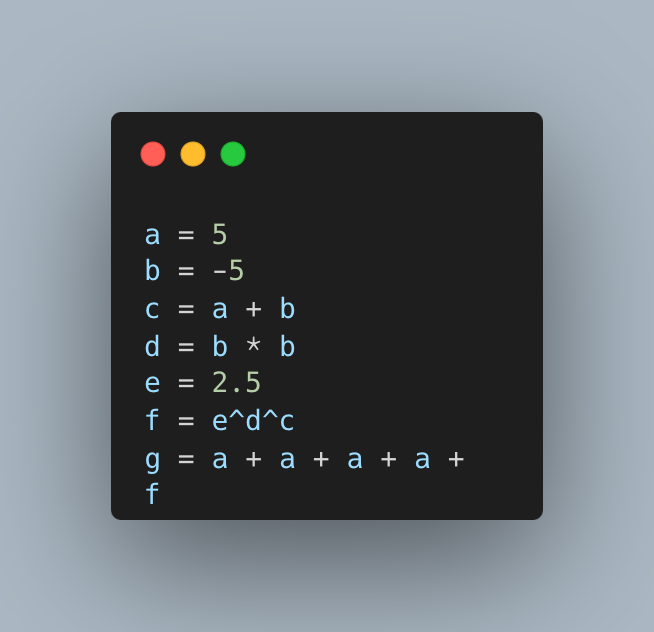 a = 5
b = -5
c = a + b
d = b * b
e = 2.5
f = e^d^c
g = a + a + a + a +
f